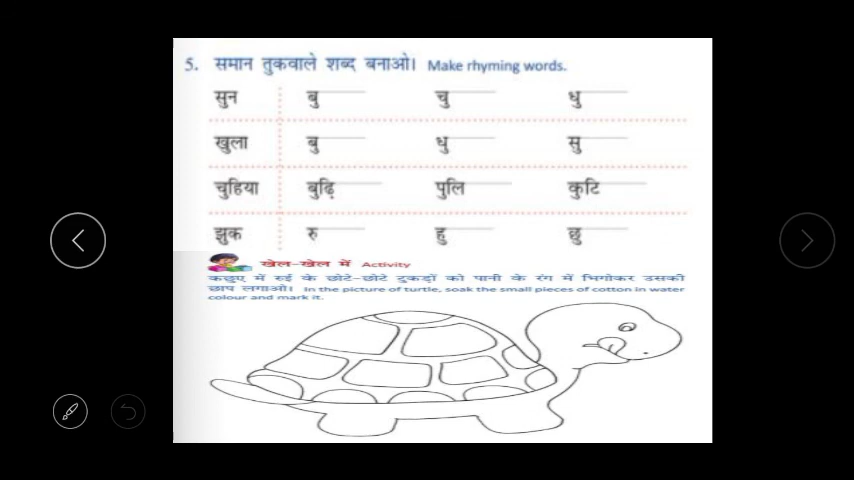 5. समान तुकवाले शब्द बनाओ। Make rhyming words.
सुन बु चु धु
खुला बु धु सु
चुहिया बुढ़ि पुलि कुटि
झुक रु हु छु
खेल-खेल में Activity
कछुए में रुई के छोटे-छोटे टुकड़ों को पानी के रंग में भिगोकर उसकी
छाप लगाओ। In the picture of turtle, soak the small pieces of cotton in water
colour and mark it.